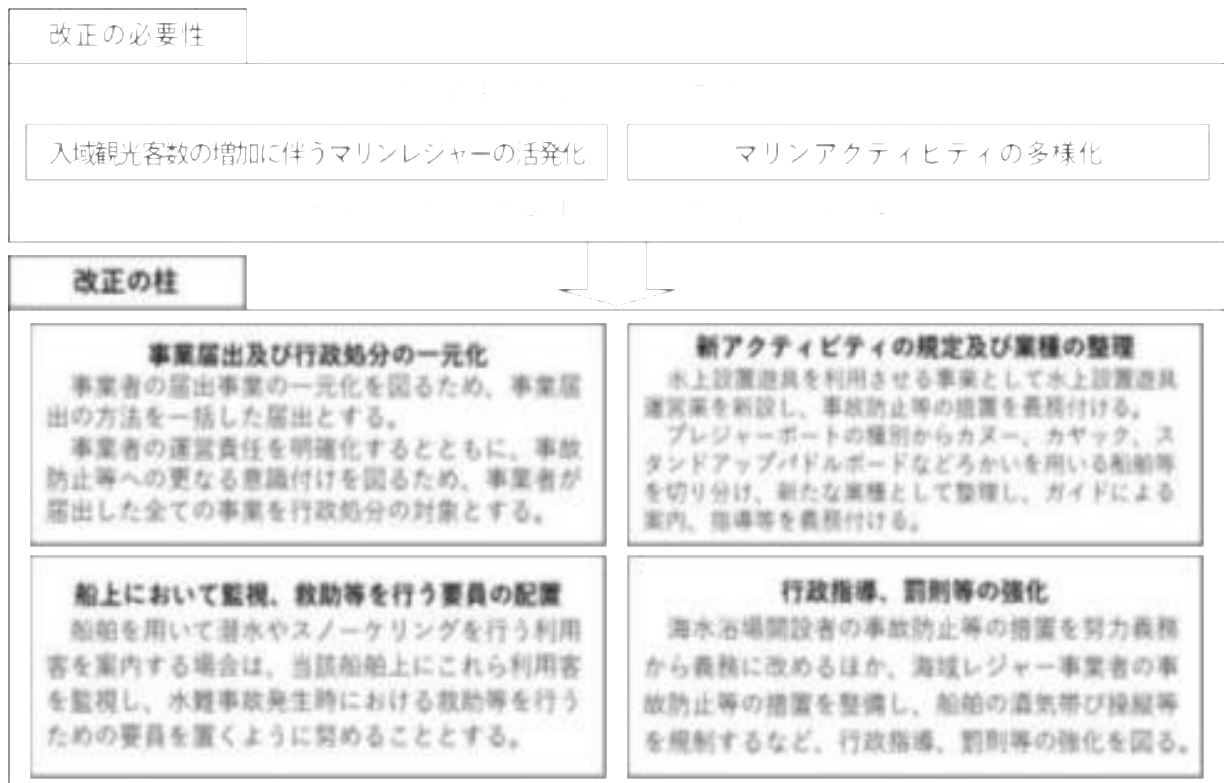 改正の必要性
入域観光客数の増加に伴うマリンレジャーの活発化
マリンアクティビティの多様化
改正の柱
事業届出及び行政処分の一元化
事業者の届出事業の一元化を図るため、事業届
出の方法を一括した届出とする。
事業者の運営責任を明確化するとともに、事故
防止等への更なる意識付けを図るため、事業者が
届出した全ての事業を行政処分の対象とする。
新アクティビティの規定及び業種の整理
水上設置遊具を利用させる事業として水上設置遊具
運営業を新設し、事故防止等の措置を義務付ける。
プレジャーボートの種別からカヌー、カヤック、ス
タンドアップパドルボードなどろかいを用いる船舶等
を切り分け、新たな業種として整理し、ガイドによる
案内、指導等を義務付ける。
船上において監視、救助等を行う要員の配置
船舶を用いて潜水やスノーケリングを行う利用
客を案内する場合は、当該船舶上にこれら利用客
を監視し、水難事故発生時における救助等を行う
ための要員を置くように努めることとする。
行政指導、罰則等の強化
海水浴場開設者の事故防止等の措置を努力義務
から義務に改めるほか、海域レジャー事業者の事
故防止等の措置を整備し、船舶の酒気帯び操縦等
を規制するなど、行政指導、罰則等の強化を図る。